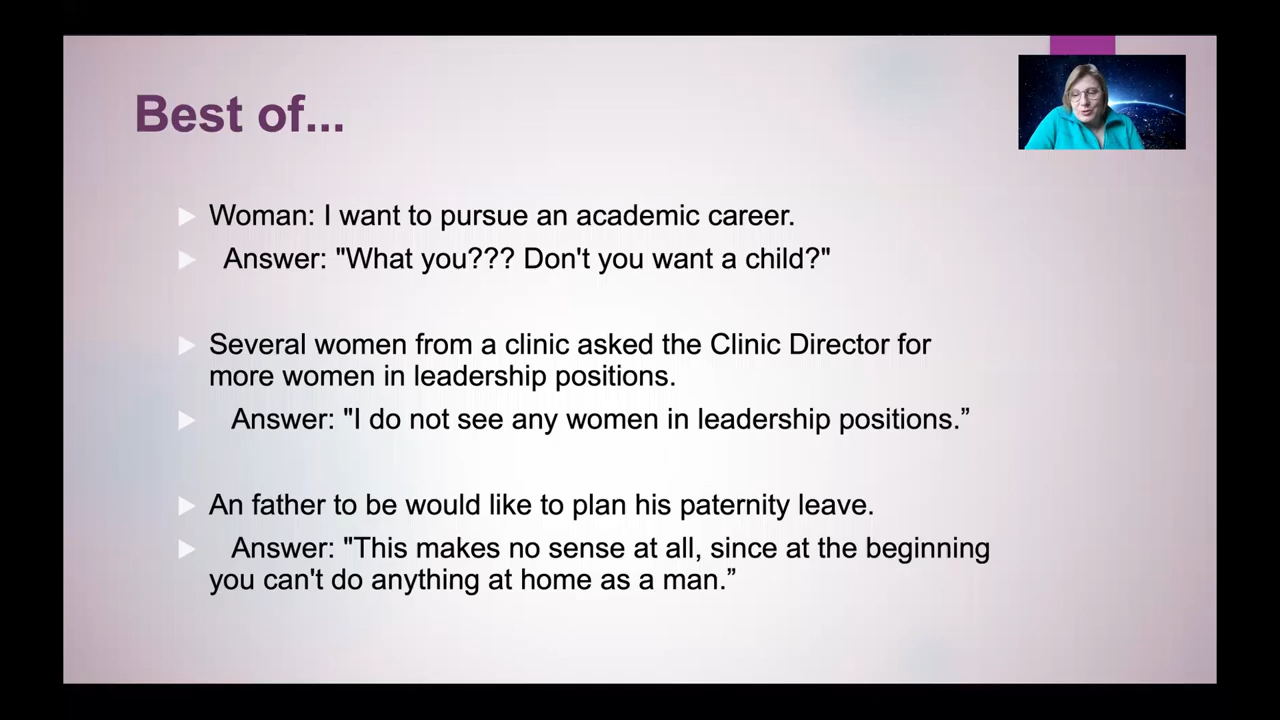 Best of...
Woman: I want to pursue an academic career.
Answer: "What you??? Don't you want a child?"
Several women from a clinic asked the Clinic Director for
more women in leadership positions.
Answer: "I do not see any women in leadership positions.”
An father to be would like to plan his paternity leave.
Answer: "This makes no sense at all, since at the beginning
you can't do anything at home as a man.”